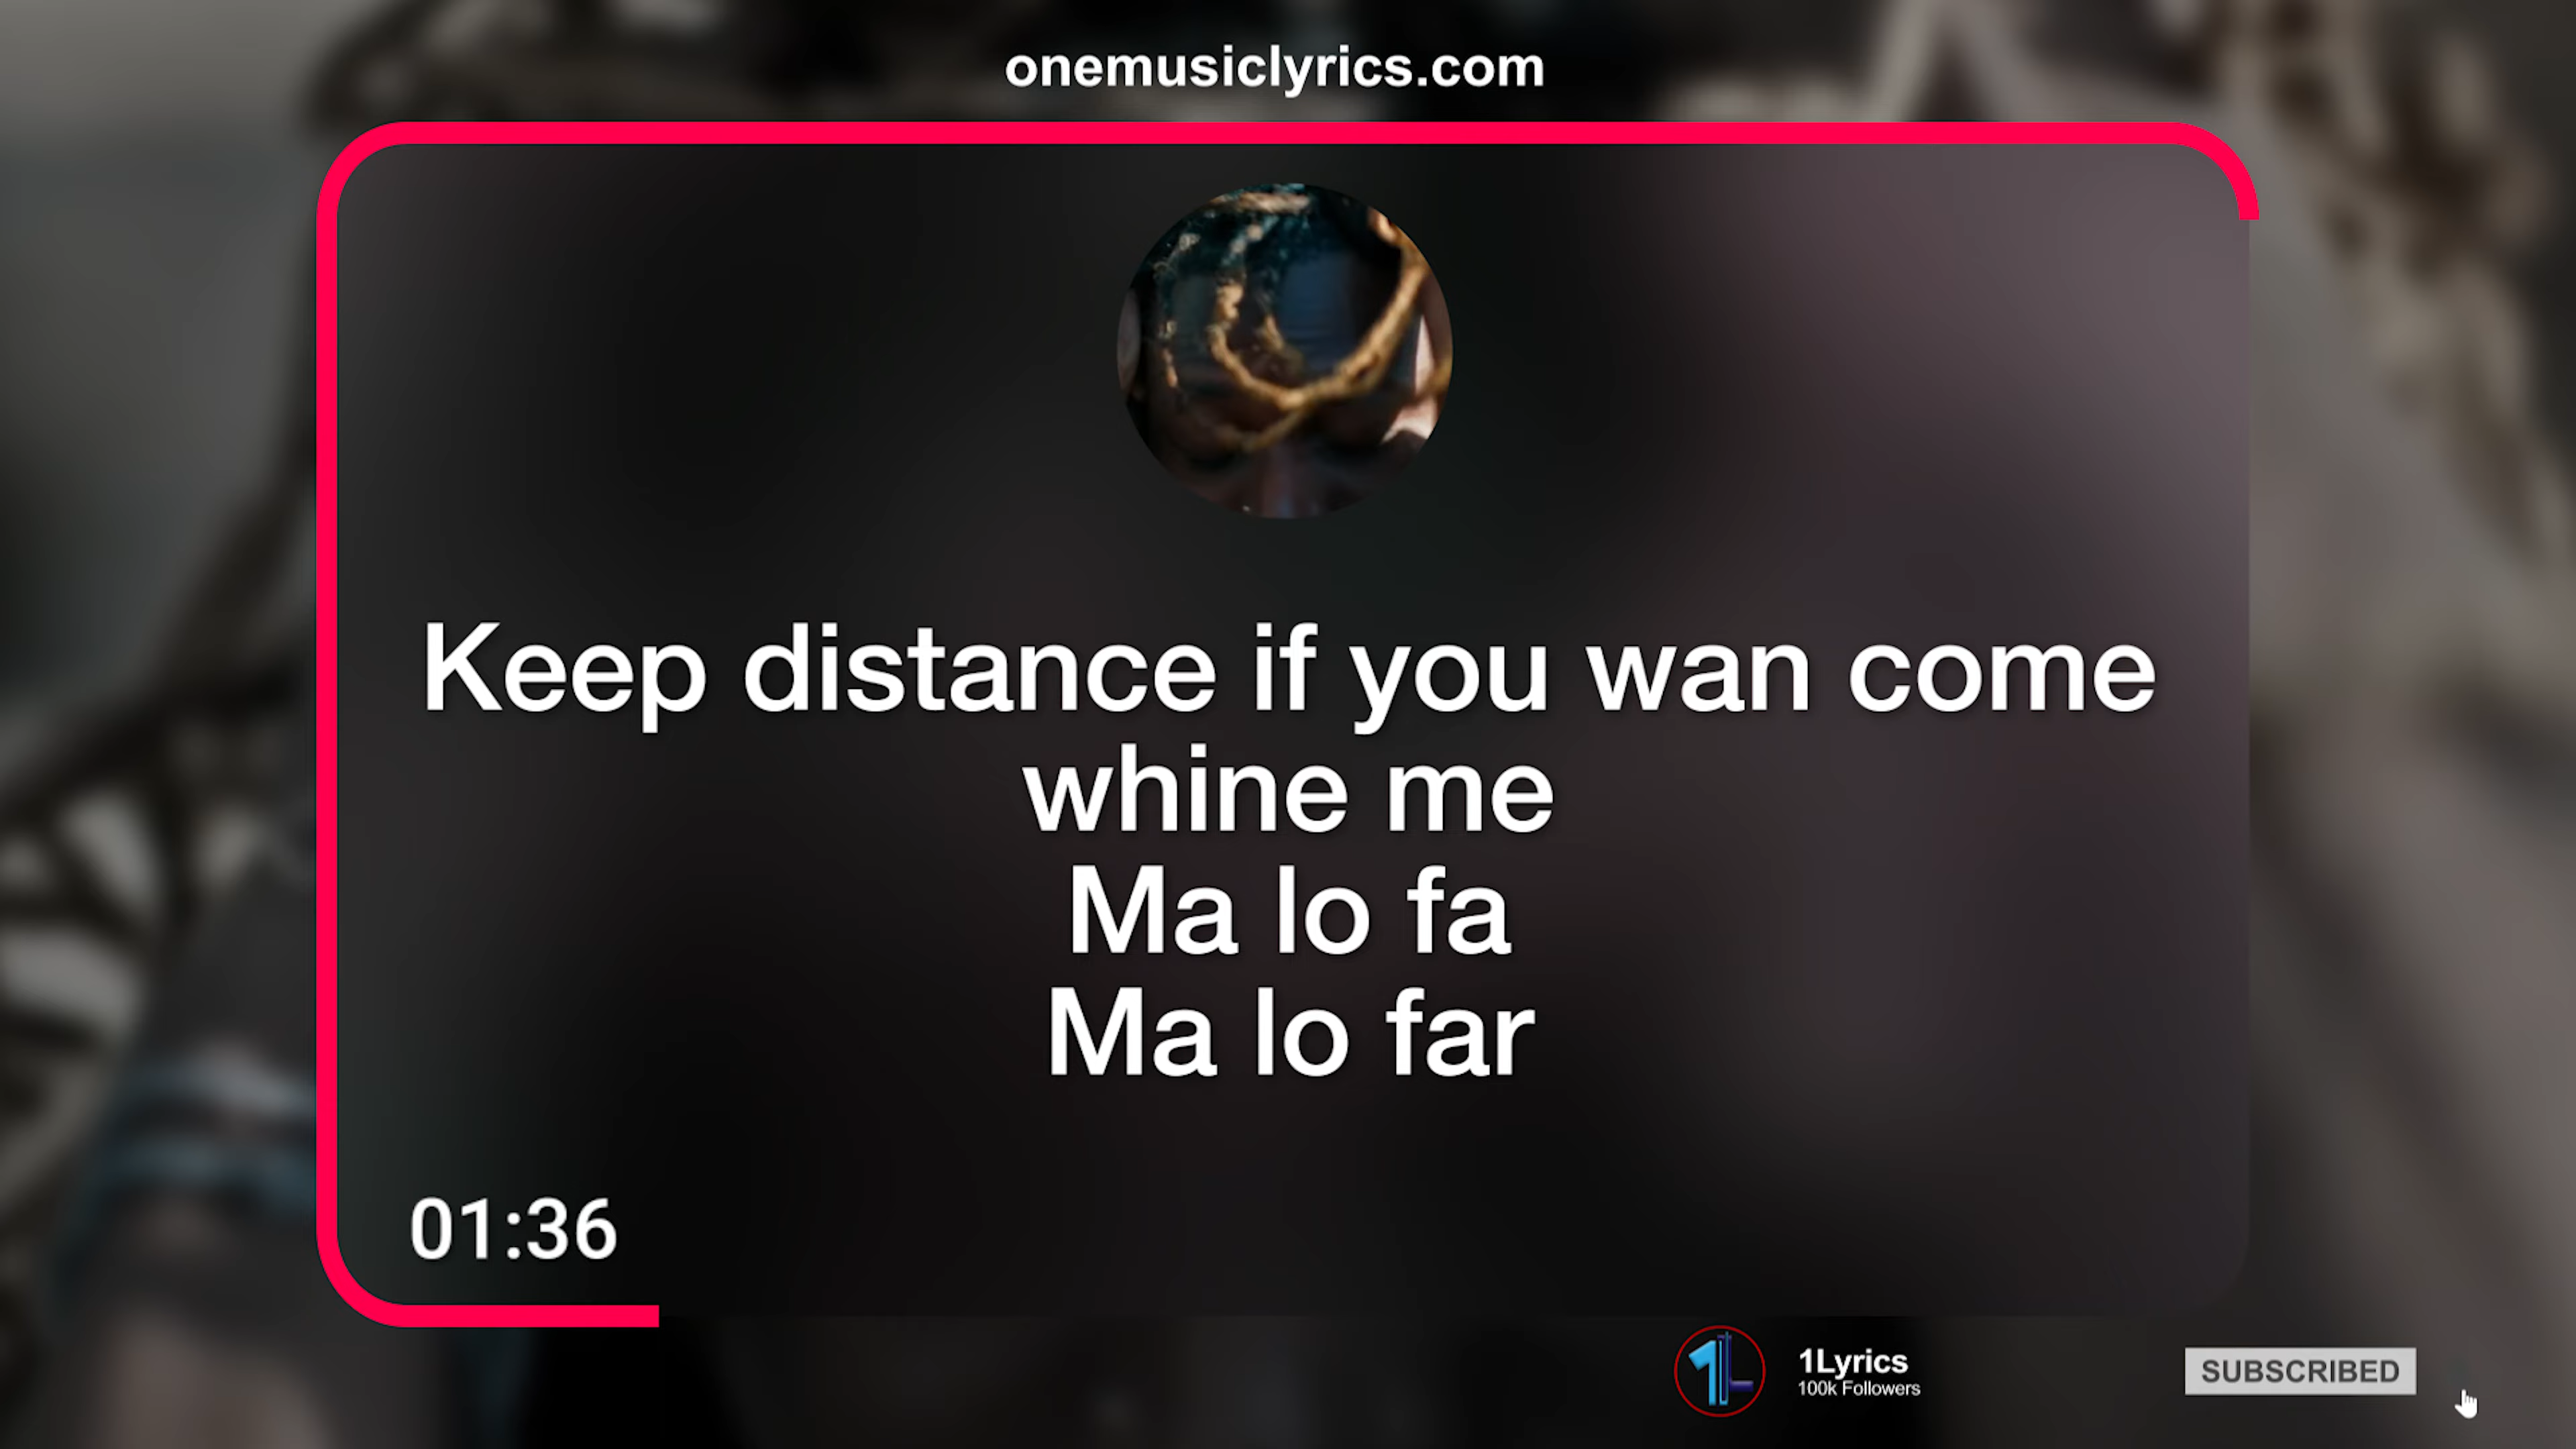 onemusiclyrics.com
Keep distance if you wan come
whine me
Ma lo fa
Ma lo far
01:36
1Lyrics
100k Followers
SUBSCRIBED